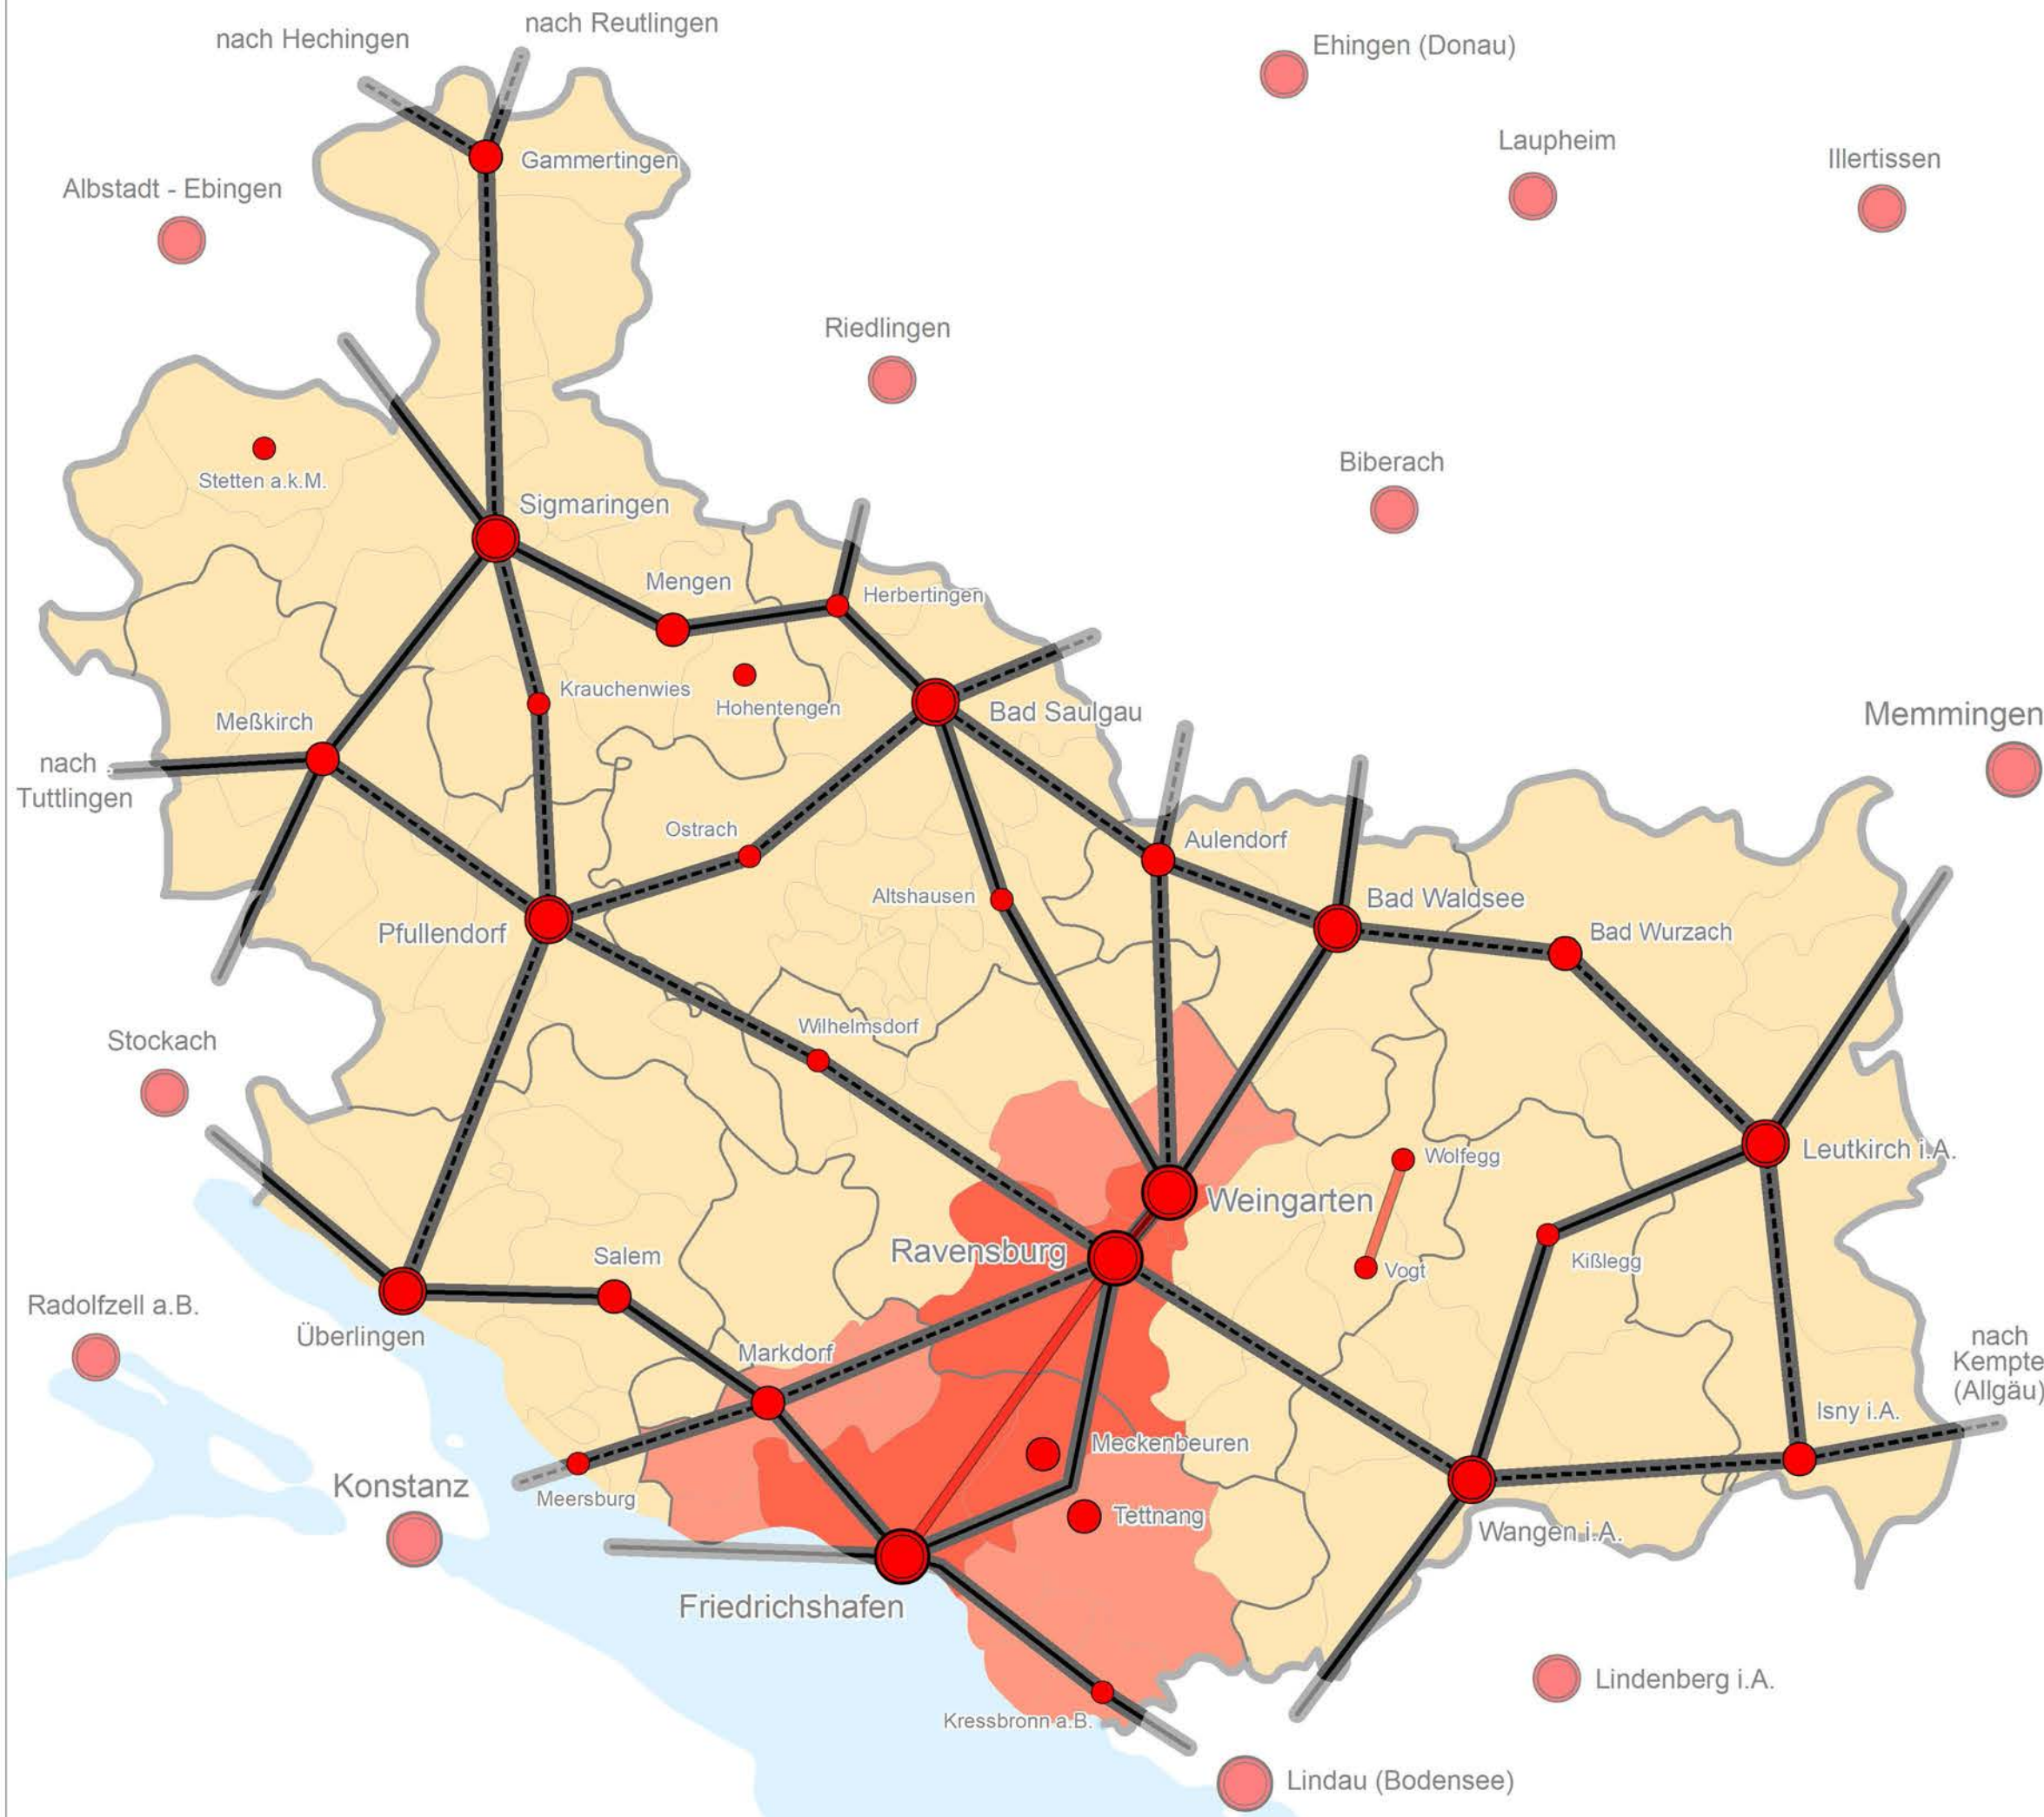 nach Reutlingen
nach Hechingen
Ehingen (Donau)
Laupheim
Illertissen
Gammertingen
Albstadt - Ebingen
Riedlingen
Biberach
Stetten a.k.M.
Sigmaringen
Mengen
Herbertingen
Krauchenwies
Hohentengen
Bad Saulgau
Memmingen
Meßkirch
nach
Tuttlingen
Ostrach
Aulendorf
Altshausen
Bad Waldsee
Pfullendorf
Bad Wurzach
Wilhelmsdorf
Stockach
Leutkirch i.A.
Wolfegg
Weingarten
Ravensburg
Salem
Kißlegg
Vogt
Radolfzell a.B.
Überlingen
Markdorf
nach
Kempte
(Allgäu)
Isny i.A.
Meckenbeuren
Konstanz
Meersburg
Tettnang
Wangen i.A.
Friedrichshafen
Lindenberg i.A.
Kressbronn a.B.
Lindau (Bodensee)